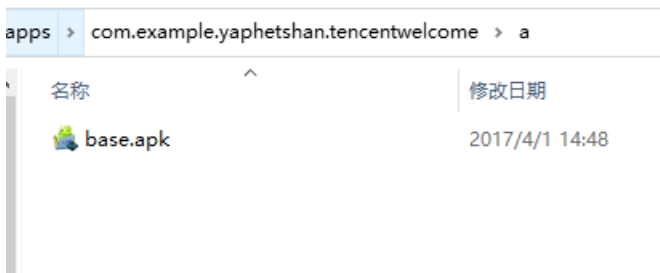 apps > com.example.yaphetshan.tencentwelcome > a
名称 修改日期
base.apk 2017/4/1 14:48